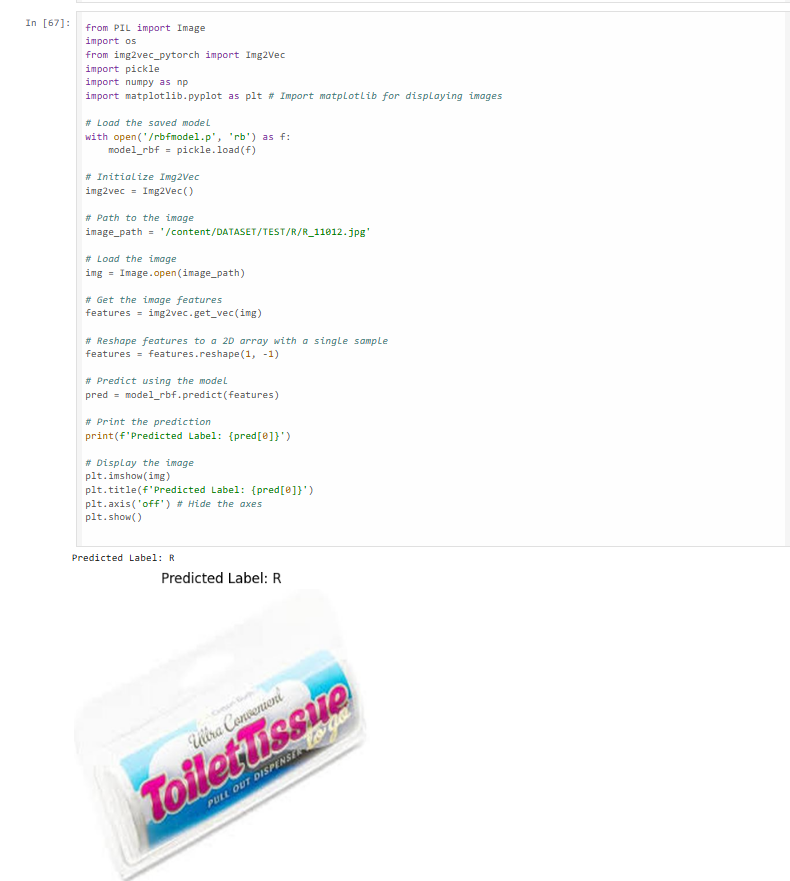 In [67]:
from PIL import Image
import os
from img2vec_pytorch import Img2Vec
import pickle
import numpy as np
import matplotlib.pyplot as plt # Import matplotlib for displaying images
# Load the saved model
with open('/rbfmodel.p', 'rb') as f:
    model_rbf = pickle.load(f)
# Initialize Img2Vec
img2vec = Img2Vec()
# Path to the image
image_path = '/content/DATASET/TEST/R/R_11012.jpg'
# Load the image
img = Image.open(image_path)
# Get the image features
features = img2vec.get_vec(img)
# Reshape features to a 2D array with a single sample
features = features.reshape(1, -1)
# Predict using the model
pred = model_rbf.predict(features)
# Print the prediction
print(f'Predicted Label: {pred[0]}')
# Display the image
plt.imshow(img)
plt.title(f'Predicted Label: {pred[0]}')
plt.axis('off') # Hide the axes
plt.show()
Predicted Label: R
Predicted Label: R
Ultra Convenient
Toilet Tissue
to go
PULL OUT DISPENSER